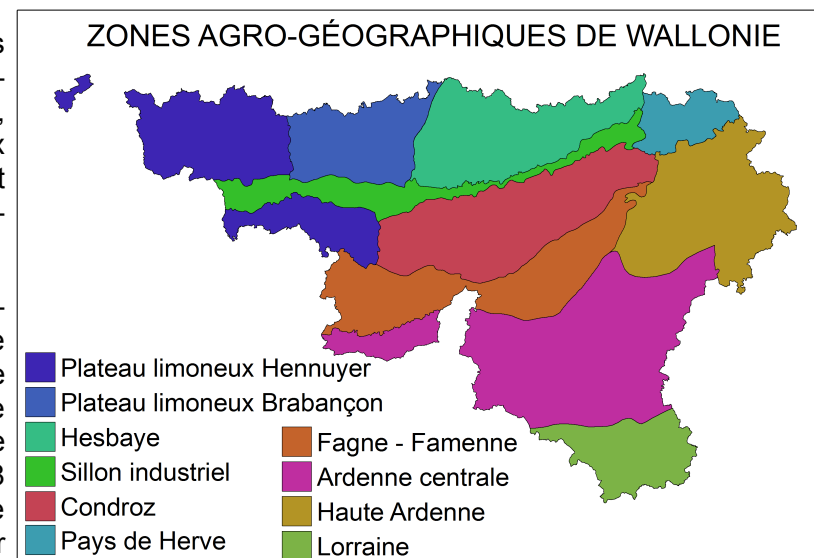 ZONES AGRO-GÉOGRAPHIQUES DE WALLONIE
Plateau limoneux Hennuyer
Plateau limoneux Brabançon
Hesbaye
Sillon industriel
Condroz
Pays de Herve
Fagne - Famenne
Ardenne centrale
Haute Ardenne
Lorraine